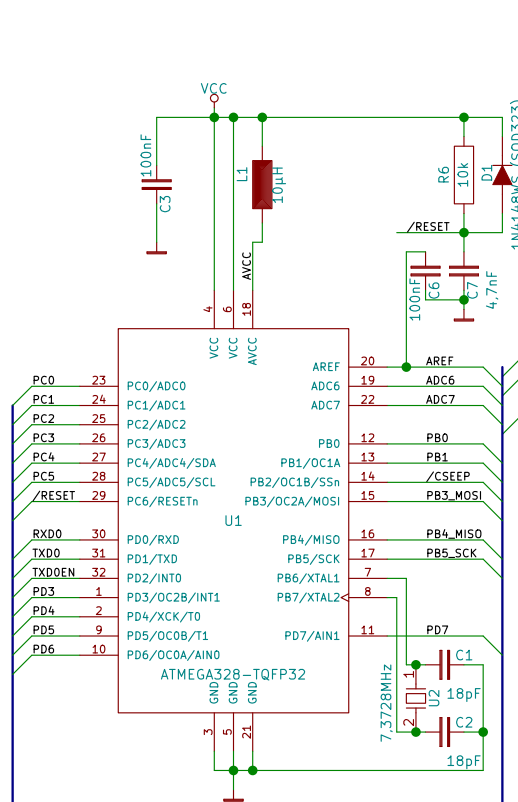 VCC
100nF
C3
L1
10µH
R6
10k
D1
1N4148WS (SOD323)
/RESET
AVCC
C6
100nF
C7
4,7nF
4
6
18
VCC
VCC
AVCC
AREF
20
AREF
PC0
23
PC0/ADC0
ADC6
19
ADC6
PC1
24
PC1/ADC1
ADC7
22
ADC7
PC2
25
PC2/ADC2
PC3
26
PC3/ADC3
PB0
12
PB0
PC4
27
PC4/ADC4/SDA
PB1/OC1A
13
PB1
PC5
28
PC5/ADC5/SCL
PB2/OC1B/SSn
14
/CSEEP
/RESET
29
PC6/RESETn
PB3/OC2A/MOSI
15
PB3_MOSI
U1
RXD0
30
PD0/RXD
PB4/MISO
16
PB4_MISO
TXD0
31
PD1/TXD
PB5/SCK
17
PB5_SCK
TXD0EN
32
PD2/INT0
PB6/XTAL1
7
PD3
1
PD3/OC2B/INT1
PB7/XTAL2
8
PD4
2
PD4/XCK/T0
PD5
9
PD5/OC0B/T1
PD7/AIN1
11
PD7
PD6
10
PD6/OC0A/AIN0
ATMEGA328-TQFP32
GND
GND
GND
3
5
21
C1
18pF
1
U2
2
7,3728MHz
C2
18pF